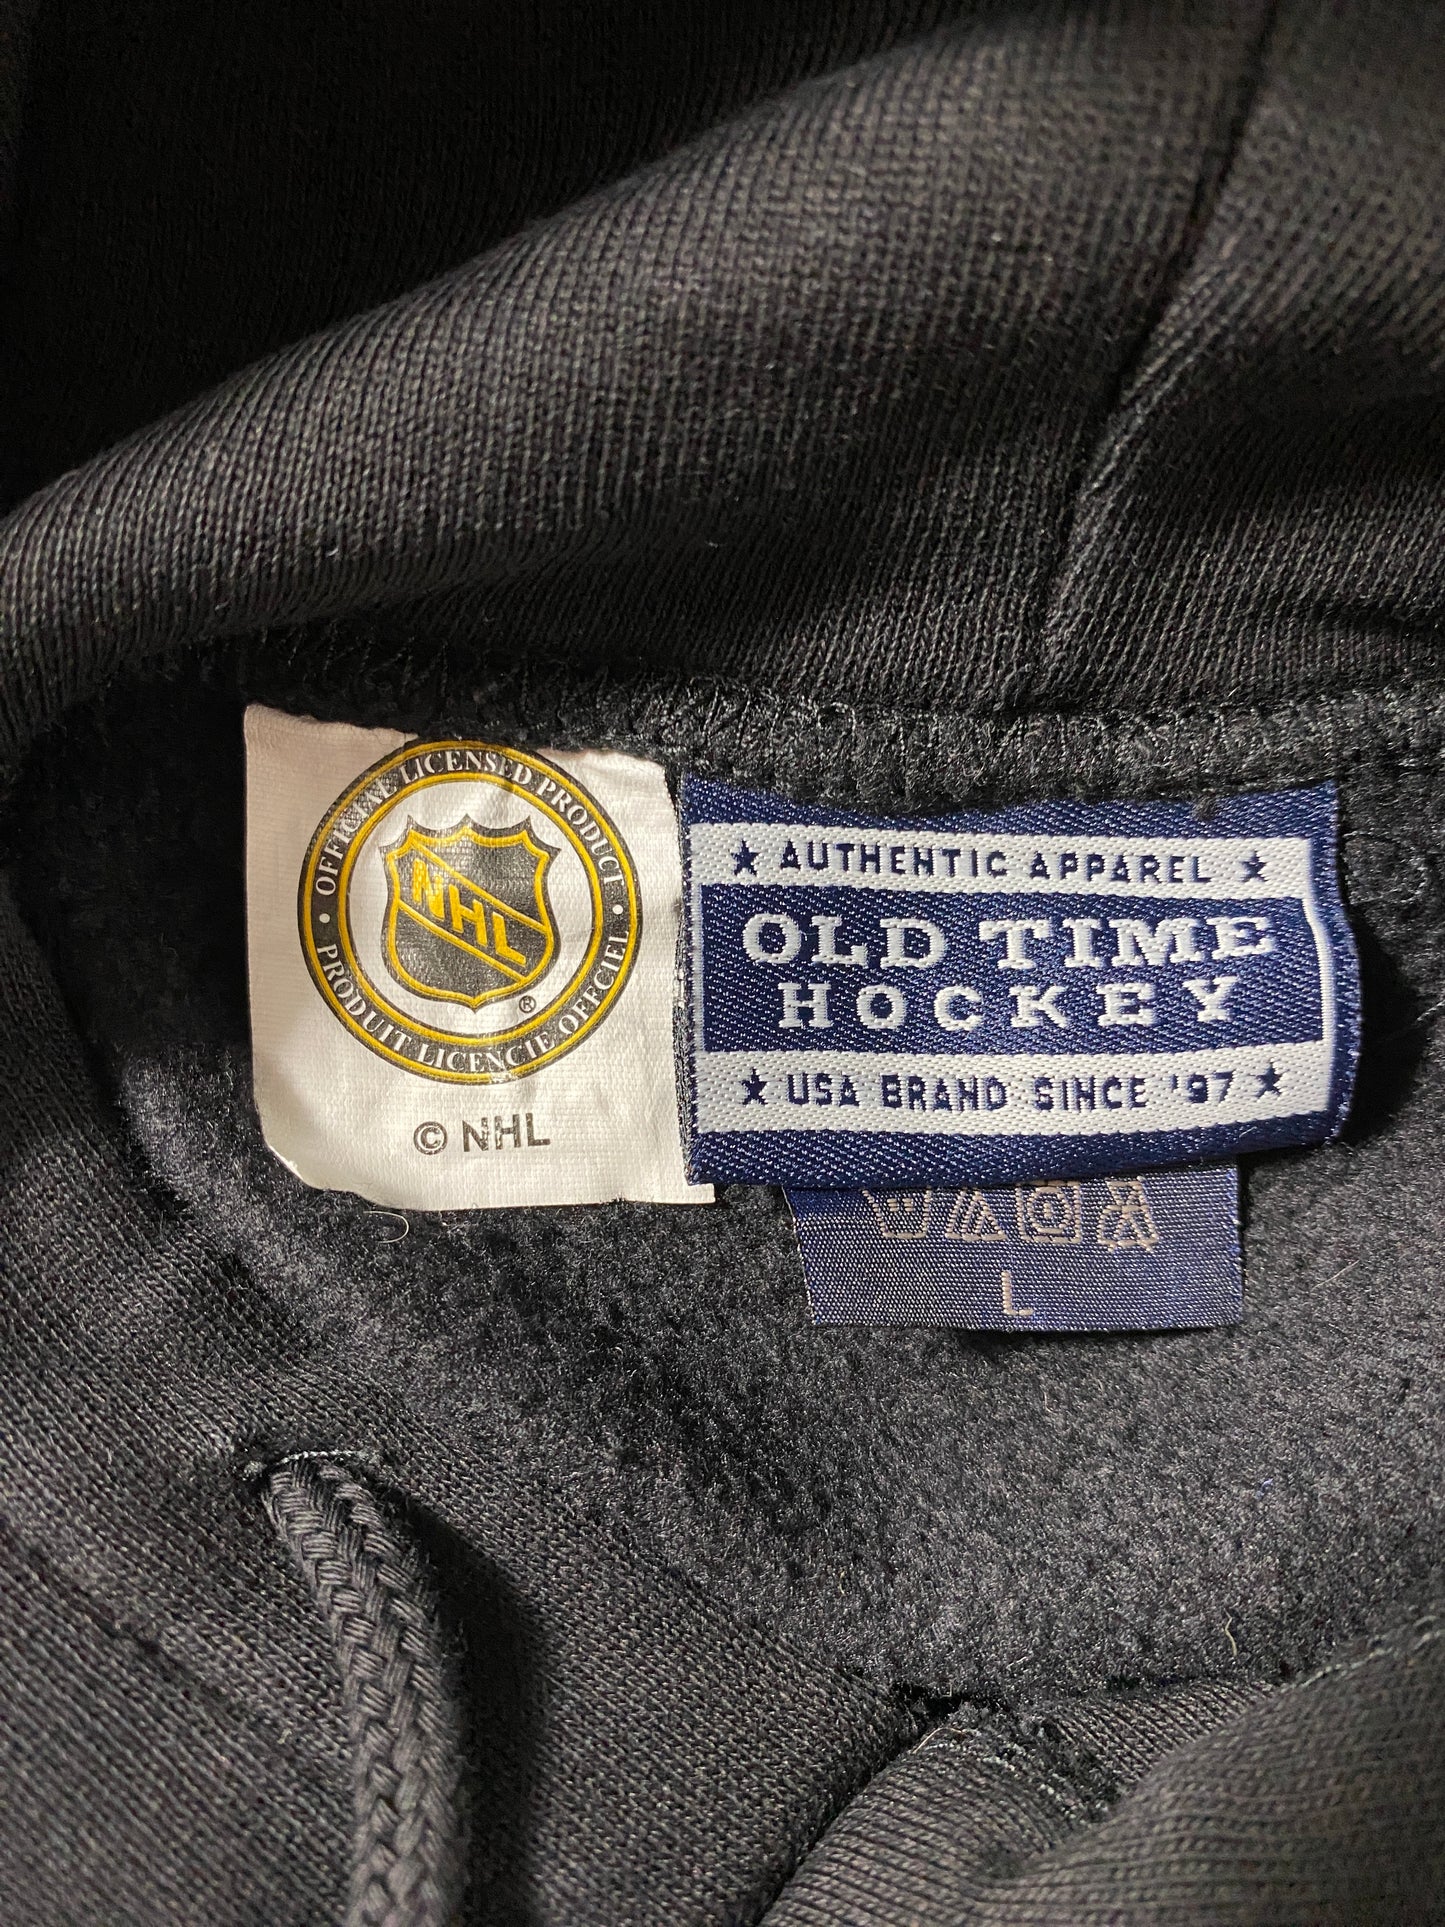 OFFICIAL LICENSED PRODUCT
NHL
®
PRODUIT LICENCIE OFFICIEL
© NHL
★ AUTHENTIC APPAREL ★
OLD TIME
HOCKEY
★ USA BRAND SINCE '97 ★
L